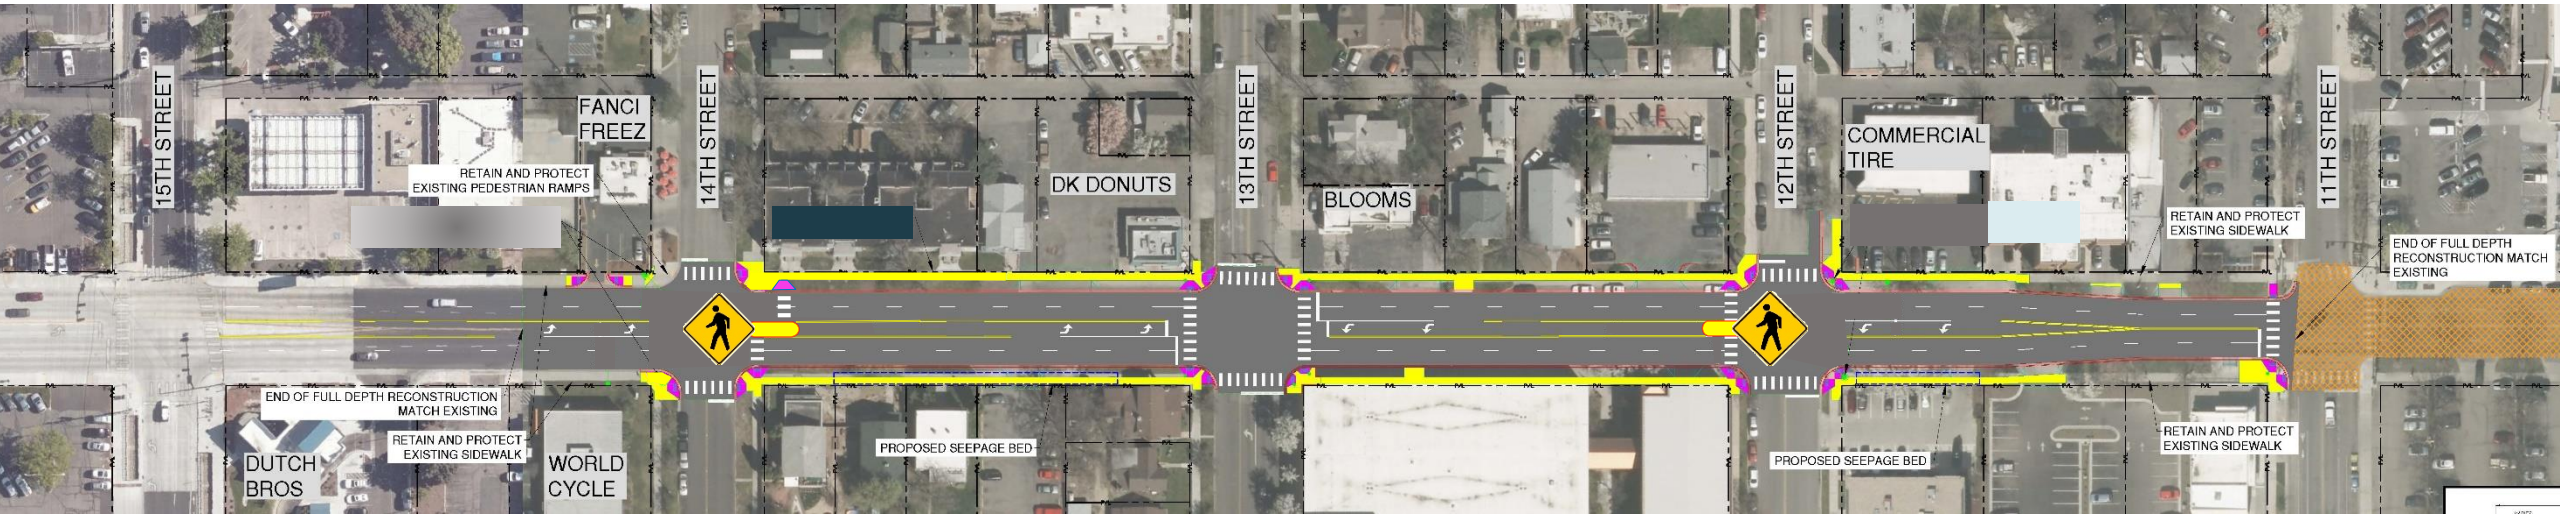 15TH STREET
FANCI
FREEZ
14TH STREET
RETAIN AND PROTECT
EXISTING PEDESTRIAN RAMPS
DK DONUTS
13TH STREET
BLOOMS
12TH STREET
COMMERCIAL
TIRE
RETAIN AND PROTECT
EXISTING SIDEWALK
11TH STREET
END OF FULL DEPTH
RECONSTRUCTION MATCH
EXISTING
END OF FULL DEPTH RECONSTRUCTION
MATCH EXISTING
RETAIN AND PROTECT
EXISTING SIDEWALK
DUTCH
BROS
WORLD
CYCLE
PROPOSED SEEPAGE BED
PROPOSED SEEPAGE BED
RETAIN AND PROTECT
EXISTING SIDEWALK